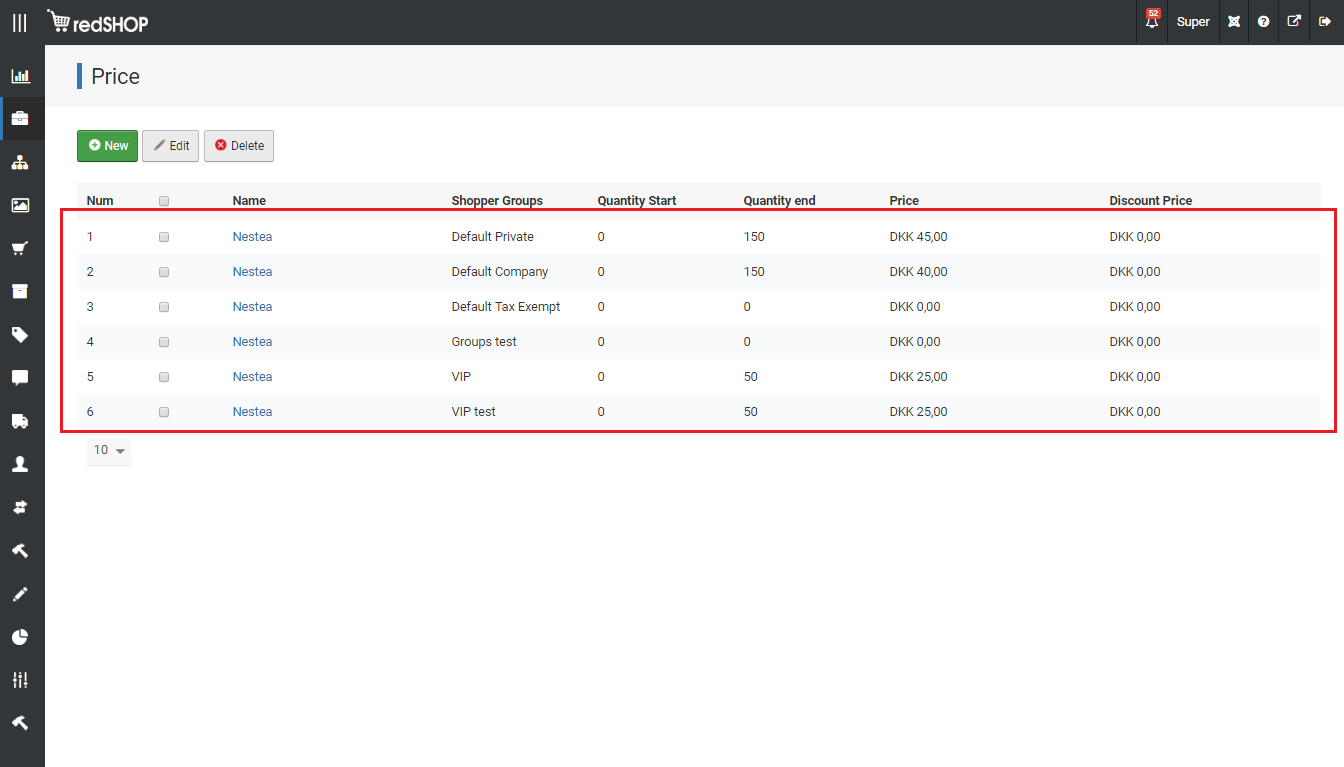 redSHOP
52
Super
Price
New Edit Delete
Num Name Shopper Groups Quantity Start Quantity end Price Discount Price
1 Nestea Default Private 0 150 DKK 45,00 DKK 0,00
2 Nestea Default Company 0 150 DKK 40,00 DKK 0,00
3 Nestea Default Tax Exempt 0 0 DKK 0,00 DKK 0,00
4 Nestea Groups test 0 0 DKK 0,00 DKK 0,00
5 Nestea VIP 0 50 DKK 25,00 DKK 0,00
6 Nestea VIP test 0 50 DKK 25,00 DKK 0,00
10